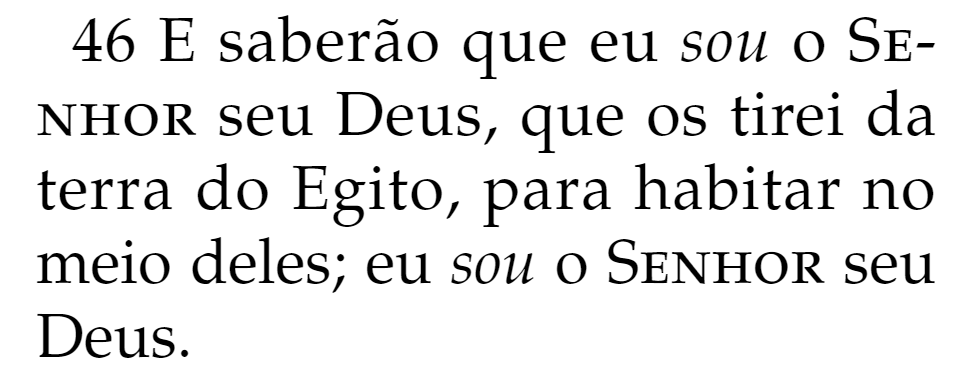 46 E saberão que eu sou o SE-
NHOR seu Deus, que os tirei da
terra do Egito, para habitar no
meio deles; eu sou o SENHOR seu
Deus.